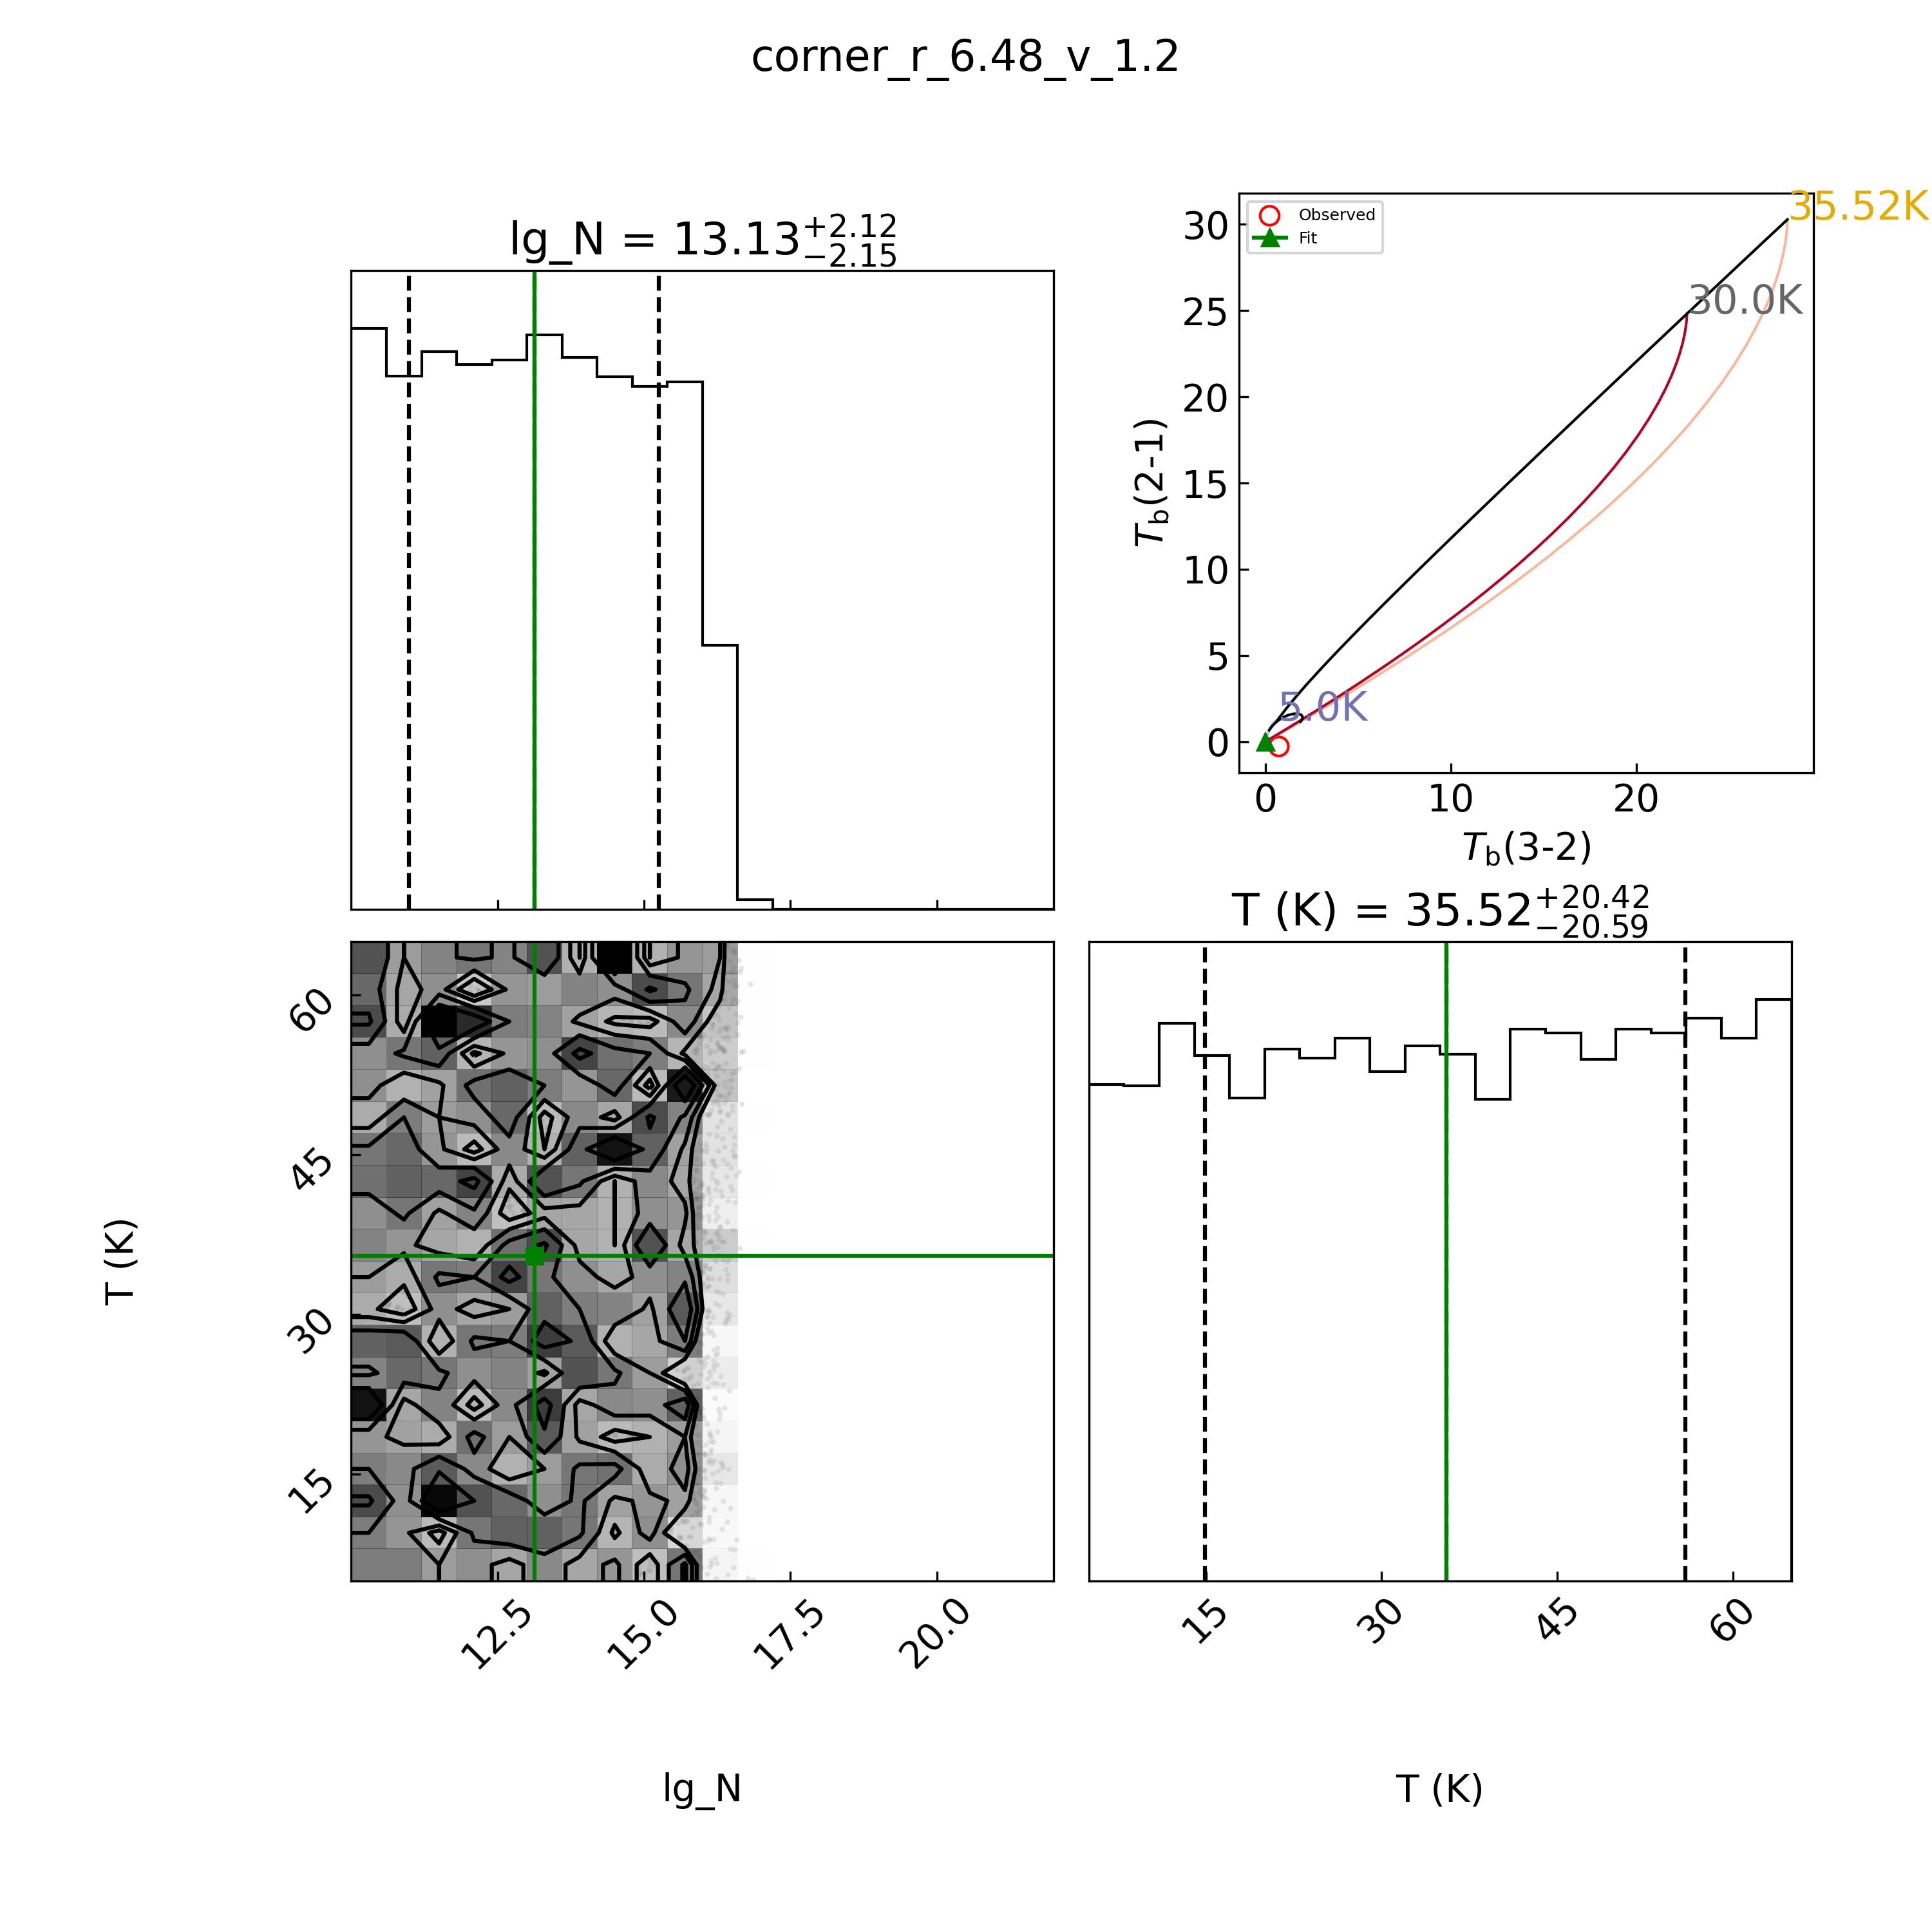 corner_r_6.48_v_1.2
lg_N = 13.13 +2.12 −2.15
35.52K
30
Observed
Fit
30.0K
25
20
15
10
5
5.0K
0
T_b(2-1)
0 10 20
T_b(3-2)
T (K) = 35.52 +20.42 −20.59
60
45
30
15
T (K)
12.5 15.0 17.5 20.0
15 30 45 60
lg_N
T (K)